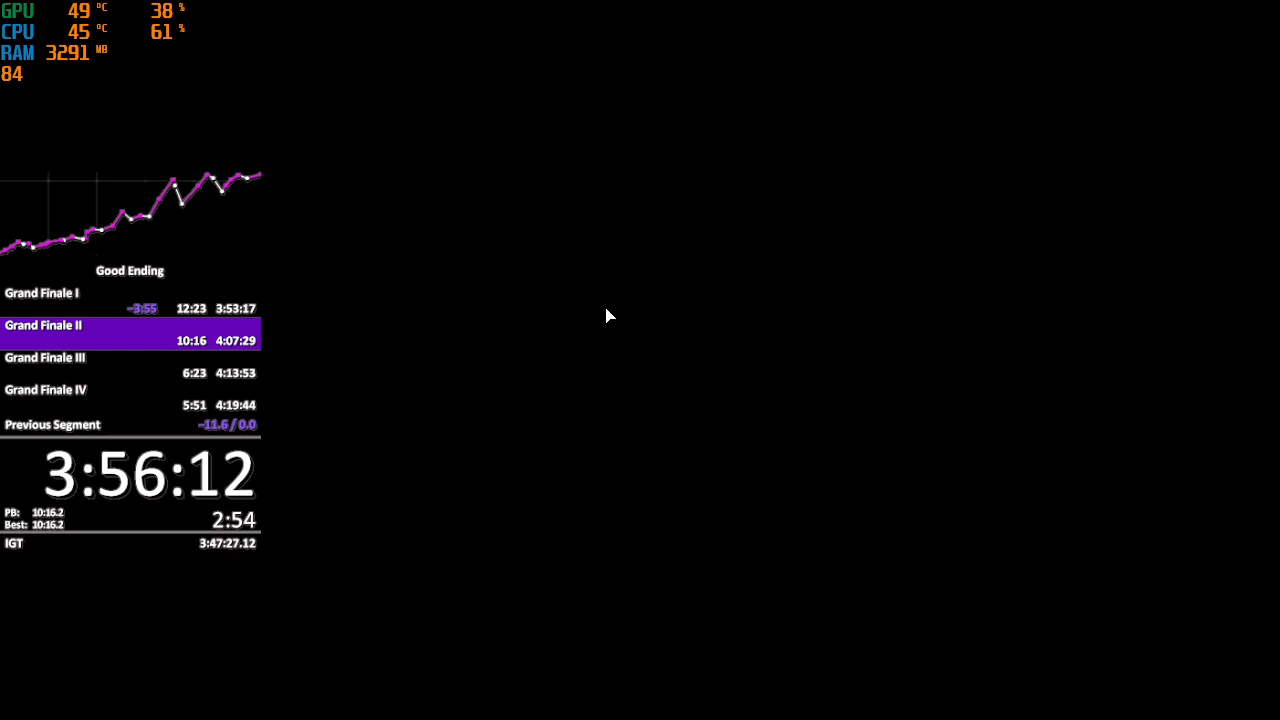 GPU 49 °C 38 %
CPU 45 °C 61 %
RAM 3291 MB
84
Good Ending
Grand Finale I
-3:55 12:23 3:53:17
Grand Finale II
10:16 4:07:29
Grand Finale III
6:23 4:13:53
Grand Finale IV
5:51 4:19:44
Previous Segment -11.6 / 0.0
3:56:12
PB: 10:16.2
Best: 10:16.2
2:54
IGT 3:47:27.12